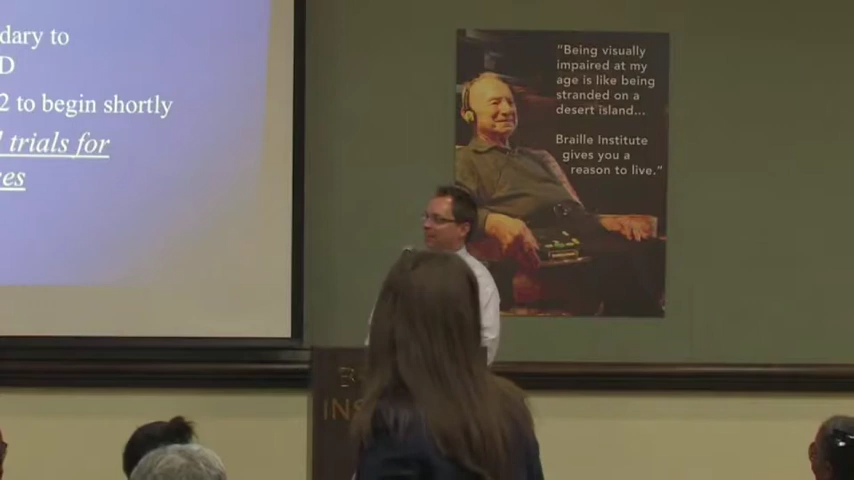 dary to
D
2 to begin shortly
l trials for
ses
"Being visually
impaired at my
age is like being
stranded on a
desert island...
Braille Institute
gives you a
reason to live."
INS